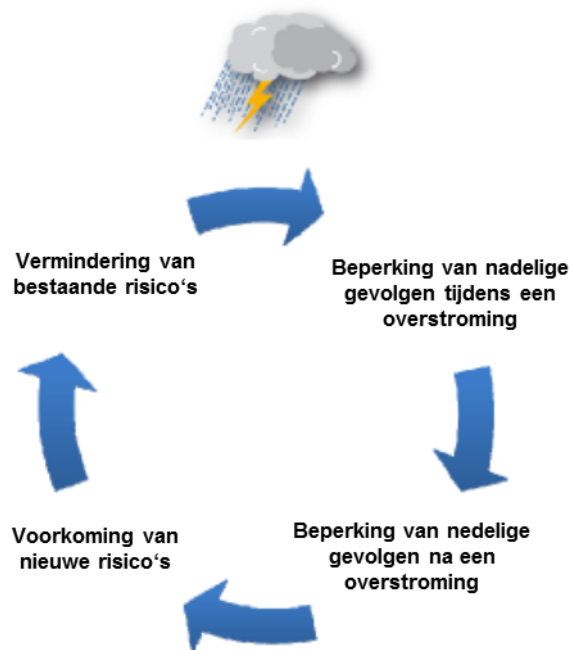 Vermindering van
bestaande risico‘s
Beperking van nadelige
gevolgen tijdens een
overstroming
Voorkoming van
nieuwe risico‘s
Beperking van nedelige
gevolgen na een
overstroming